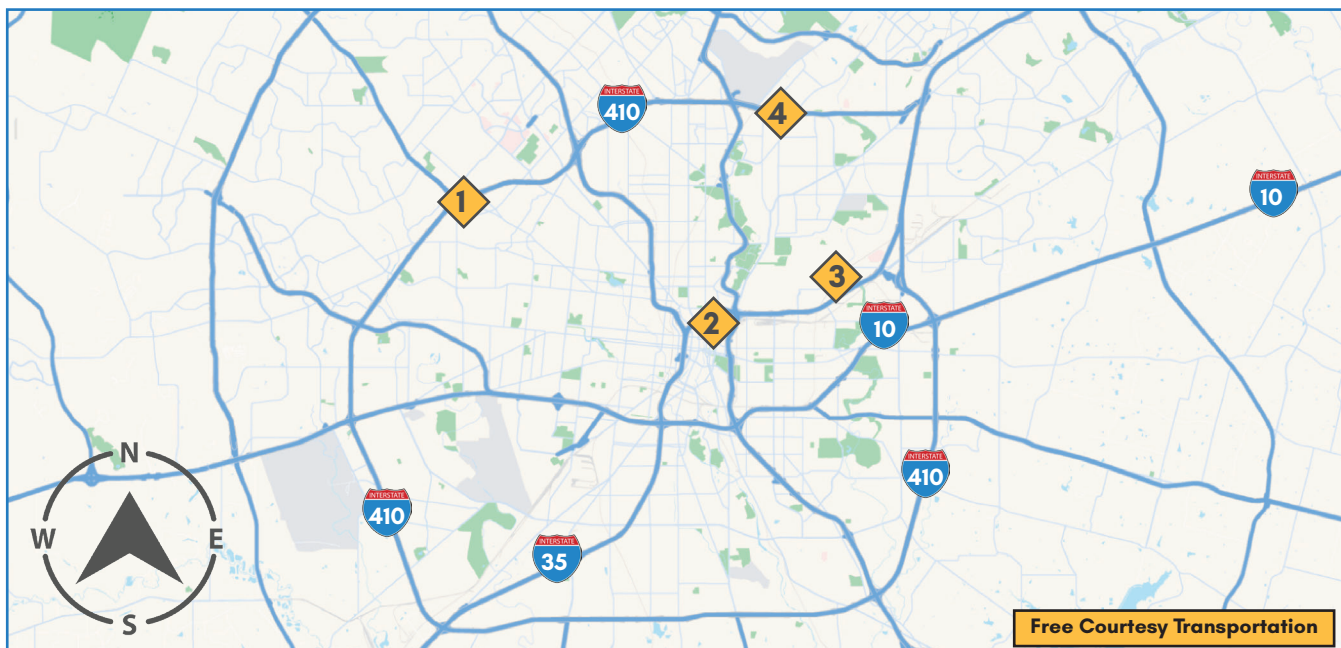 INTERSTATE
410
4
INTERSTATE
10
1
3
2
INTERSTATE
10
N
W
E
S
INTERSTATE
410
INTERSTATE
410
INTERSTATE
35
Free Courtesy Transportation